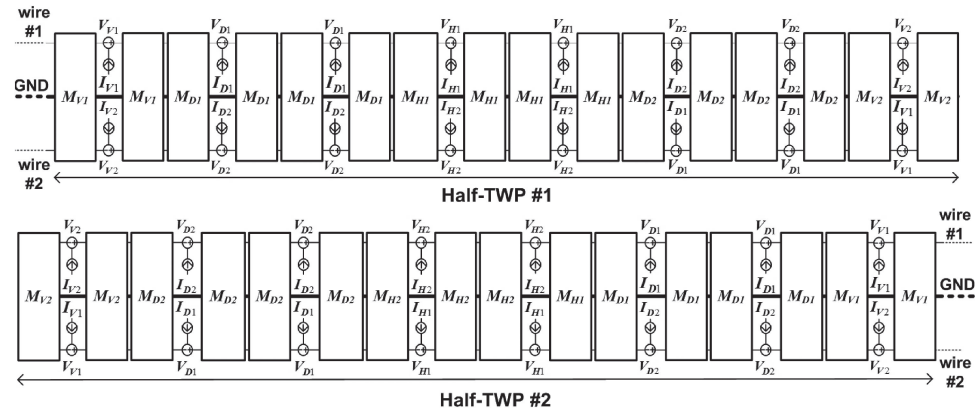 wire
#1
V_V1 V_D1 V_D1 V_H1 V_H1 V_D2 V_D2 V_V2
GND
I_V1 I_D1 I_D1 I_H1 I_H1 I_D2 I_D2 I_V2
M_V1 M_V1 M_D1 M_D1 M_D1 M_D1 M_H1 M_H1 M_H1 M_H1 M_D2 M_D2 M_D2 M_D2 M_V2 M_V2
I_V2 I_D2 I_D2 I_H2 I_H2 I_D1 I_D1 I_V1
wire
#2
V_V2 V_D2 V_D2 V_H2 V_H2 V_D1 V_D1 V_V1
Half-TWP #1
V_V2 V_D2 V_D2 V_H2 V_H2 V_D1 V_D1 V_V1
wire
#1
I_V2 I_D2 I_D2 I_H2 I_H2 I_D1 I_D1 I_V1
GND
M_V2 M_V2 M_D2 M_D2 M_D2 M_D2 M_H2 M_H2 M_H2 M_H1 M_D1 M_D1 M_D1 M_D1 M_V1 M_V1
I_V1 I_D1 I_D1 I_H1 I_H1 I_D2 I_D2 I_V2
V_V1 V_D1 V_D1 V_H1 V_H1 V_D2 V_D2 V_V2
wire
#2
Half-TWP #2